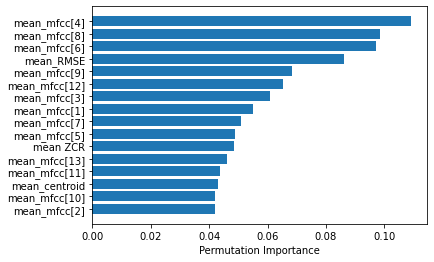 mean_mfcc[4]
mean_mfcc[8]
mean_mfcc[6]
mean_RMSE
mean_mfcc[9]
mean_mfcc[12]
mean_mfcc[3]
mean_mfcc[1]
mean_mfcc[7]
mean_mfcc[5]
mean ZCR
mean_mfcc[13]
mean_mfcc[11]
mean_centroid
mean_mfcc[10]
mean_mfcc[2]
0.00 0.02 0.04 0.06 0.08 0.10
Permutation Importance